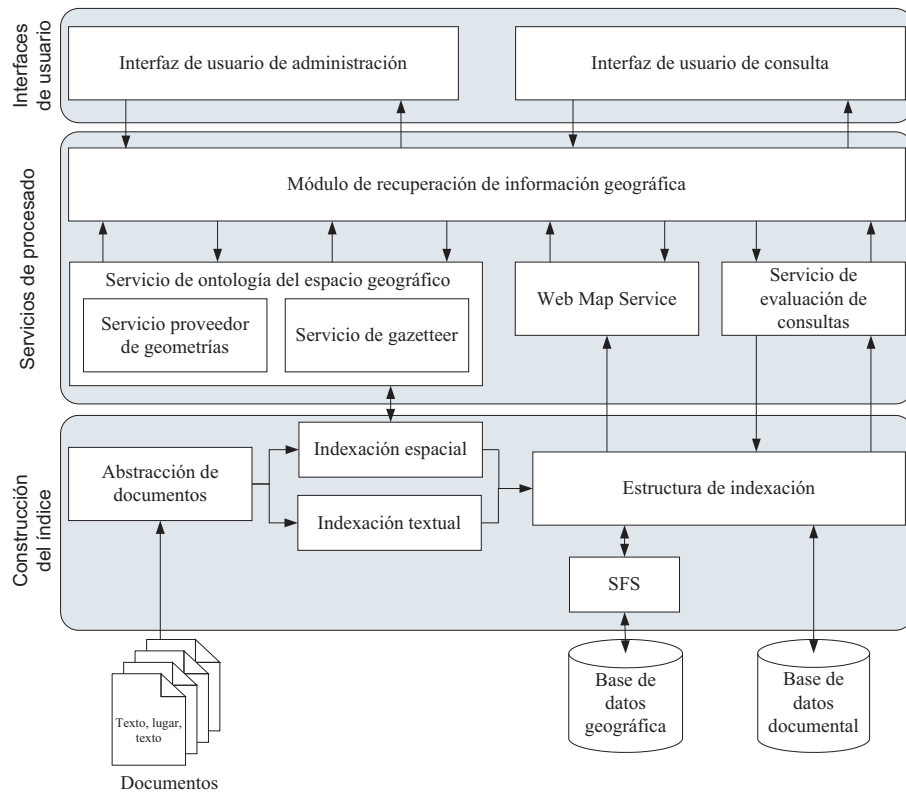 Interfaces
de usuario
Interfaz de usuario de administración
Interfaz de usuario de consulta
Servicios de procesado
Módulo de recuperación de información geográfica
Servicio de ontología del espacio geográfico
Servicio proveedor
de geometrías
Servicio de gazetteer
Web Map Service
Servicio de
evaluación de
consultas
Construcción
del índice
Abstracción de
documentos
Indexación espacial
Indexación textual
Estructura de indexación
SFS
Texto, lugar,
texto
Documentos
Base de
datos
geográfica
Base de
datos
documental